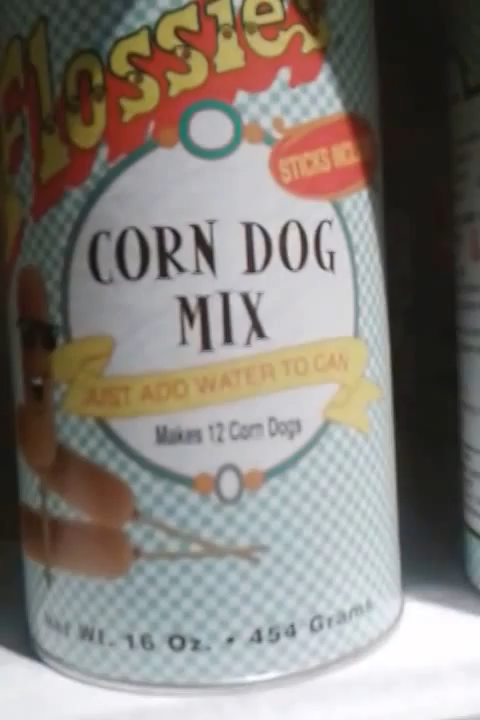 Flossie's
STICKS INCL
CORN DOG
MIX
JUST ADD WATER TO CAN
Makes 12 Corn Dogs
Net Wt. 16 Oz. • 454 Grams